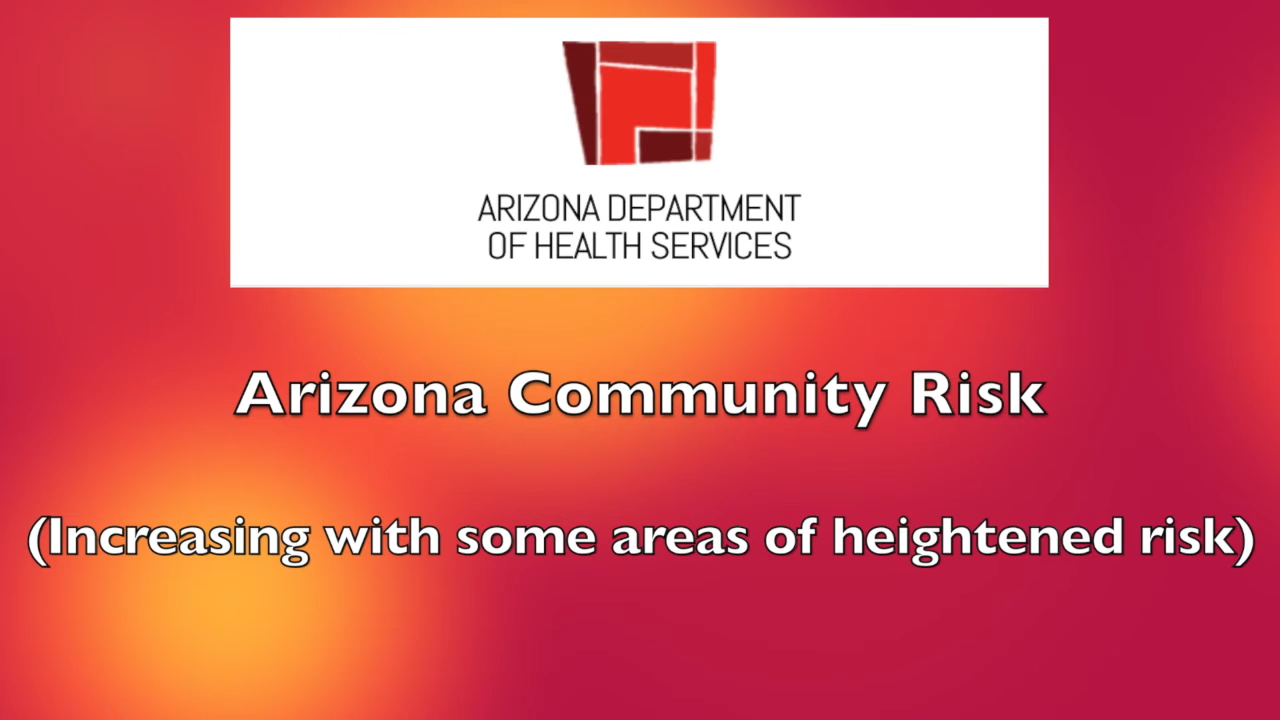 ARIZONA DEPARTMENT
OF HEALTH SERVICES
Arizona Community Risk
(Increasing with some areas of heightened risk)